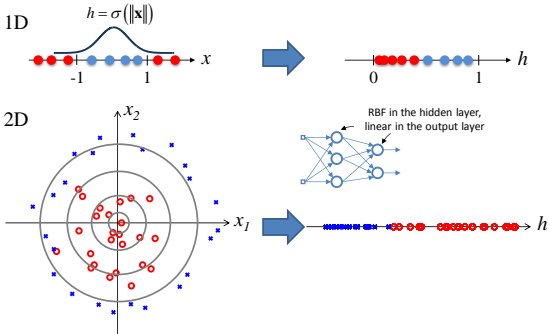 1D
h = σ(‖x‖)
-1
1
x
0
1
h
2D
x₂
x₁
RBF in the hidden layer,
linear in the output layer
h